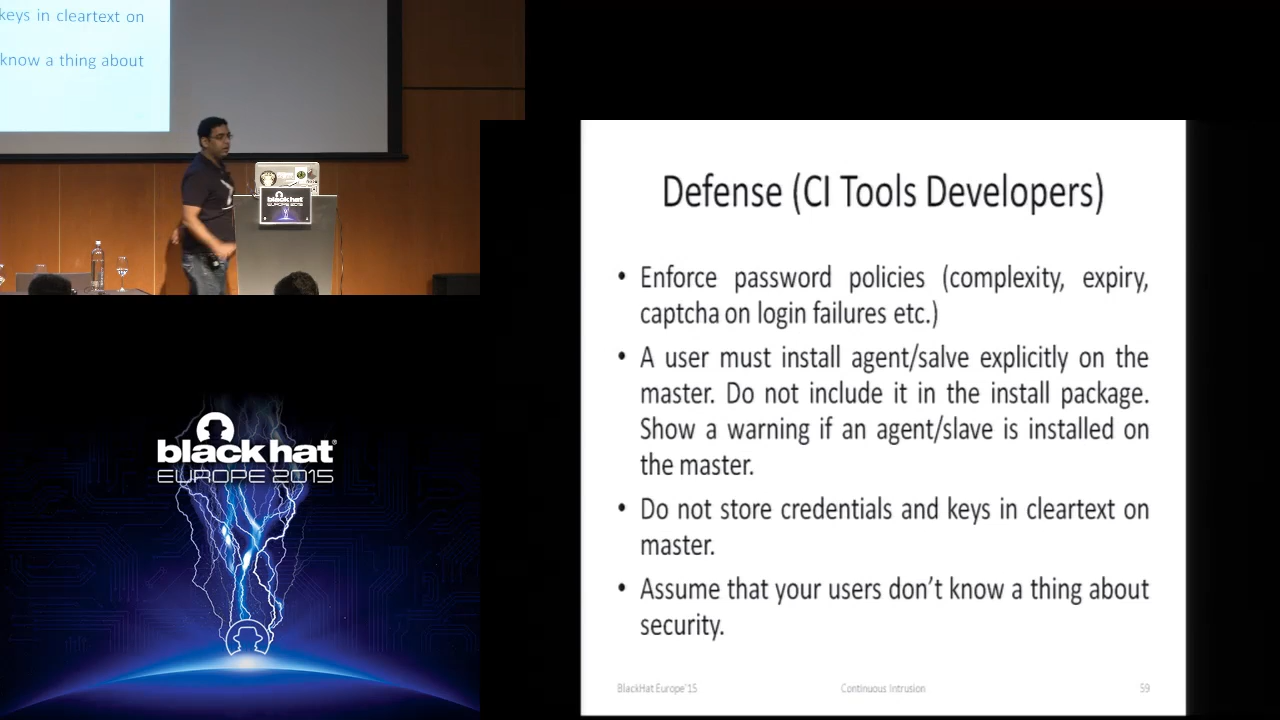 keys in cleartext on
know a thing about
black hat
EUROPE 2015
black hat
EUROPE 2015
Defense (CI Tools Developers)
• Enforce password policies (complexity, expiry,
captcha on login failures etc.)
• A user must install agent/salve explicitly on the
master. Do not include it in the install package.
Show a warning if an agent/slave is installed on
the master.
• Do not store credentials and keys in cleartext on
master.
• Assume that your users don't know a thing about
security.
BlackHat Europe'15
Continuous Intrusion
59